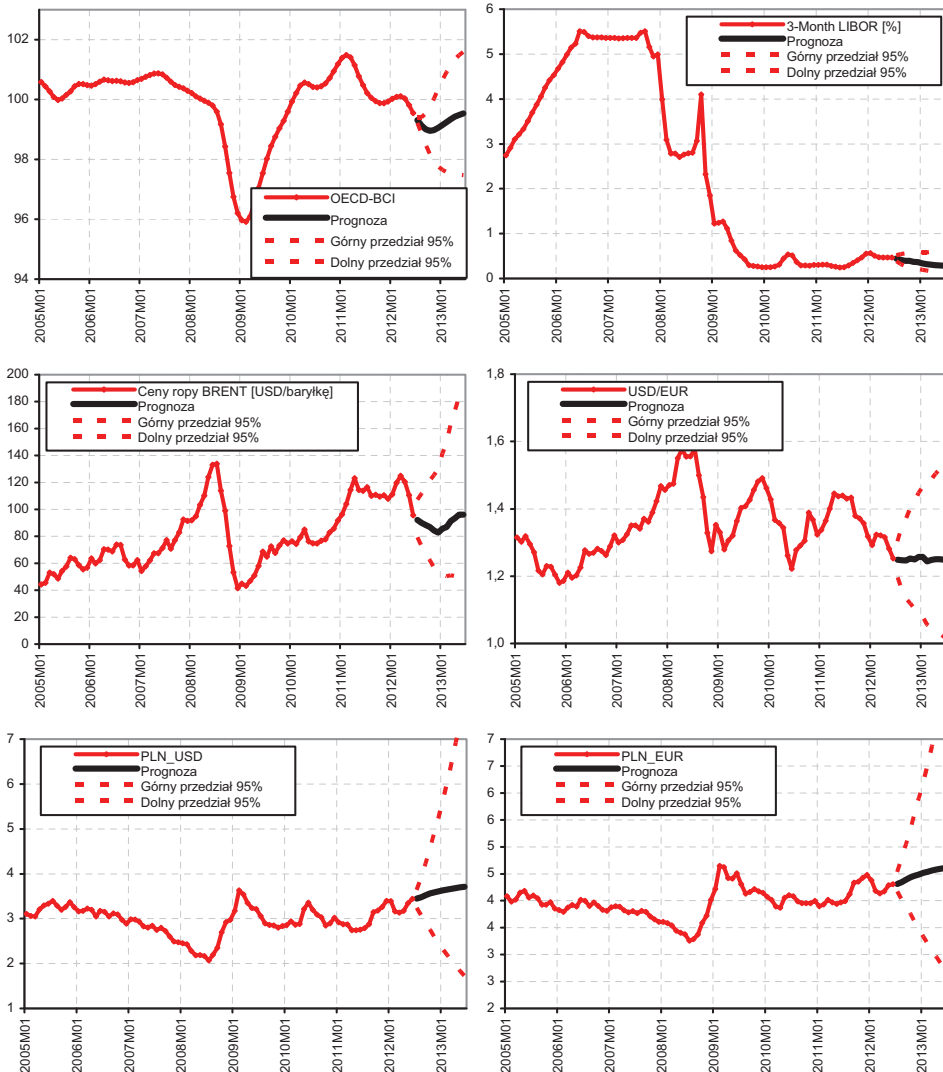 102
100
98
96
94
OECD-BCI
Prognoza
Górny przedział 95%
Dolny przedział 95%
2005M01
2006M01
2007M01
2008M01
2009M01
2010M01
2011M01
2012M01
2013M01
6
5
4
3
2
1
0
3-Month LIBOR [%]
Prognoza
Górny przedział 95%
Dolny przedział 95%
2005M01
2006M01
2007M01
2008M01
2009M01
2010M01
2011M01
2012M01
2013M01
200
180
160
140
120
100
80
60
40
20
0
Ceny ropy BRENT [USD/baryłkę]
Prognoza
Górny przedział 95%
Dolny przedział 95%
2005M01
2006M01
2007M01
2008M01
2009M01
2010M01
2011M01
2012M01
2013M01
1,8
1,6
1,4
1,2
1,0
USD/EUR
Prognoza
Górny przedział 95%
Dolny przedział 95%
2005M01
2006M01
2007M01
2008M01
2009M01
2010M01
2011M01
2012M01
2013M01
7
6
5
4
3
2
1
PLN_USD
Prognoza
Górny przedział 95%
Dolny przedział 95%
2005M01
2006M01
2007M01
2008M01
2009M01
2010M01
2011M01
2012M01
2013M01
7
7
6
6
5
5
4
4
3
3
2
PLN_EUR
Prognoza
Górny przedział 95%
Dolny przedział 95%
2005M01
2006M01
2007M01
2008M01
2009M01
2010M01
2011M01
2012M01
2013M01